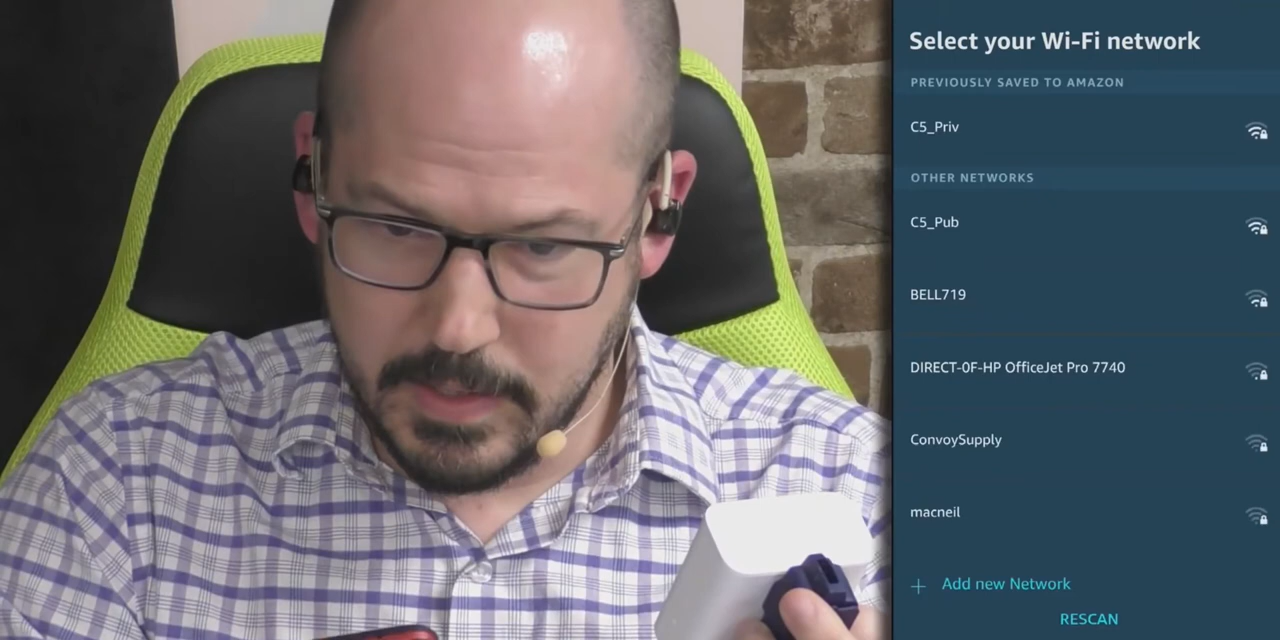 Select your Wi-Fi network
PREVIOUSLY SAVED TO AMAZON
C5_Priv
OTHER NETWORKS
C5_Pub
BELL719
DIRECT-0F-HP OfficeJet Pro 7740
ConvoySupply
macneil
+ Add new Network
RESCAN